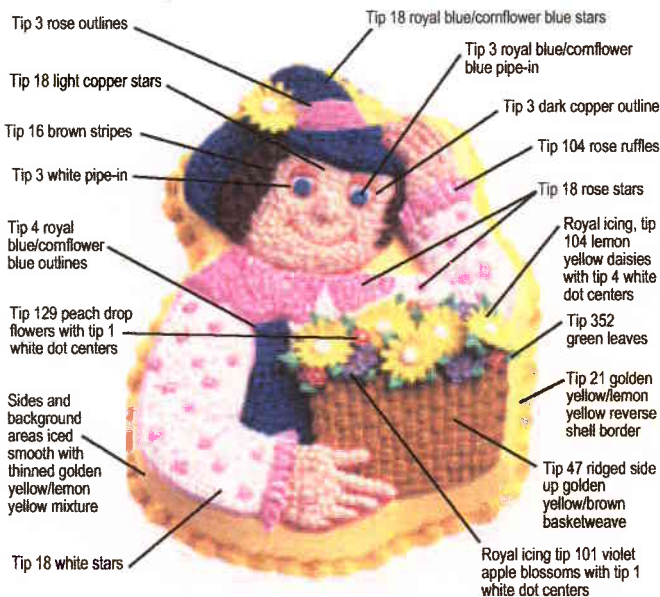 Tip 3 rose outlines
Tip 18 light copper stars
Tip 16 brown stripes
Tip 3 white pipe-in
Tip 4 royal
blue/cornflower
blue outlines
Tip 129 peach drop
flowers with tip 1
white dot centers
Sides and
background
areas iced
smooth with
thinned golden
yellow/lemon
yellow mixture
Tip 18 white stars
Tip 18 royal blue/cornflower blue stars
Tip 3 royal blue/cornflower
blue pipe-in
Tip 3 dark copper outline
Tip 104 rose ruffles
Tip 18 rose stars
Royal icing, tip
104 lemon
yellow daisies
with tip 4 white
dot centers
Tip 352
green leaves
Tip 21 golden
yellow/lemon
yellow reverse
shell border
Tip 47 ridged side
up golden
yellow/brown
basketweave
Royal icing tip 101 violet
apple blossoms with tip 1
white dot centers